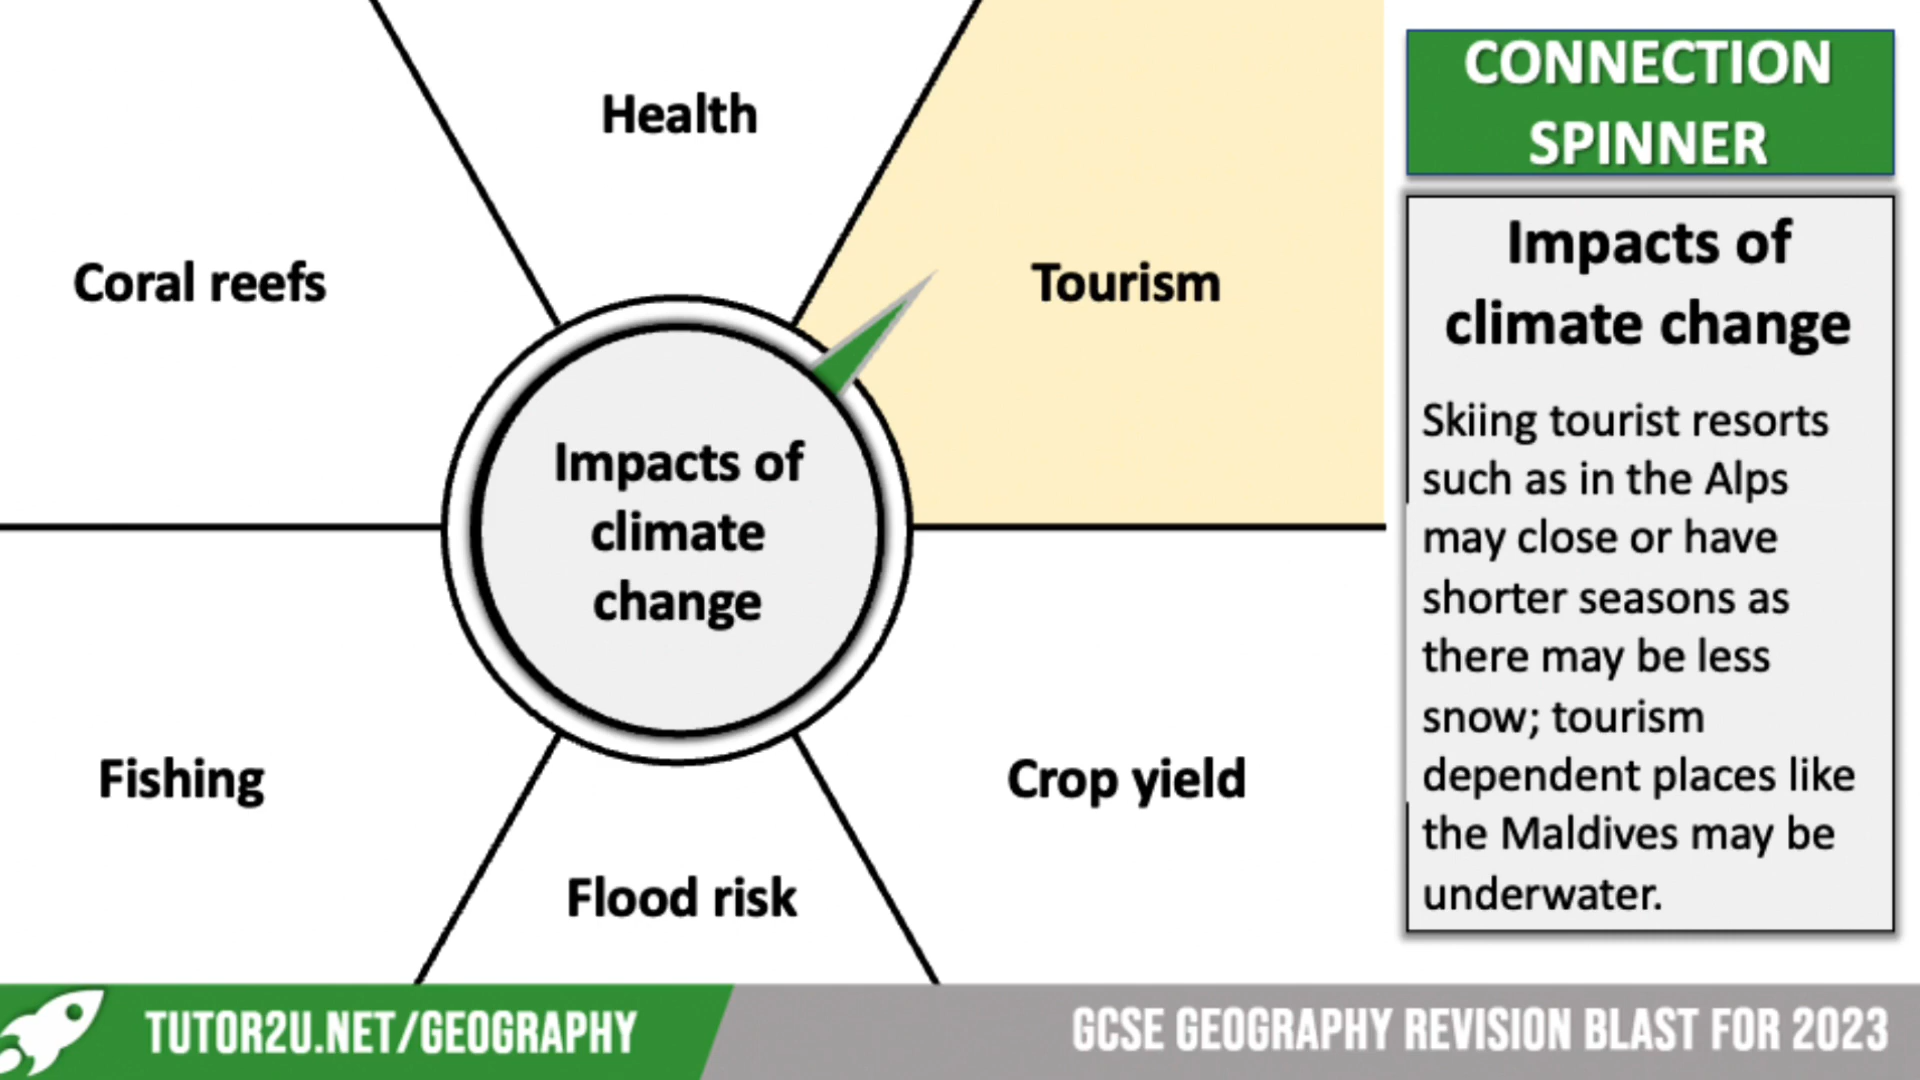 Health
Coral reefs
Tourism
Impacts of
climate
change
Fishing
Crop yield
Flood risk
CONNECTION
SPINNER
Impacts of
climate change
Skiing tourist resorts
such as in the Alps
may close or have
shorter seasons as
there may be less
snow; tourism
dependent places like
the Maldives may be
underwater.
TUTOR2U.NET/GEOGRAPHY
GCSE GEOGRAPHY REVISION BLAST FOR 2023